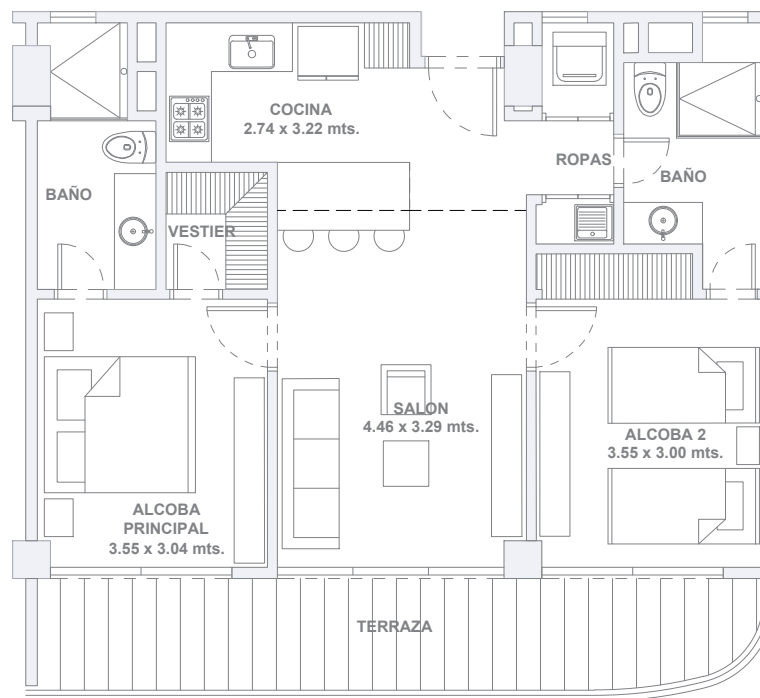 COCINA
2.74 x 3.22 mts.
ROPAS
BAÑO
BAÑO
VESTIER
SALON
4.46 x 3.29 mts.
ALCOBA 2
3.55 x 3.00 mts.
ALCOBA
PRINCIPAL
3.55 x 3.04 mts.
TERRAZA